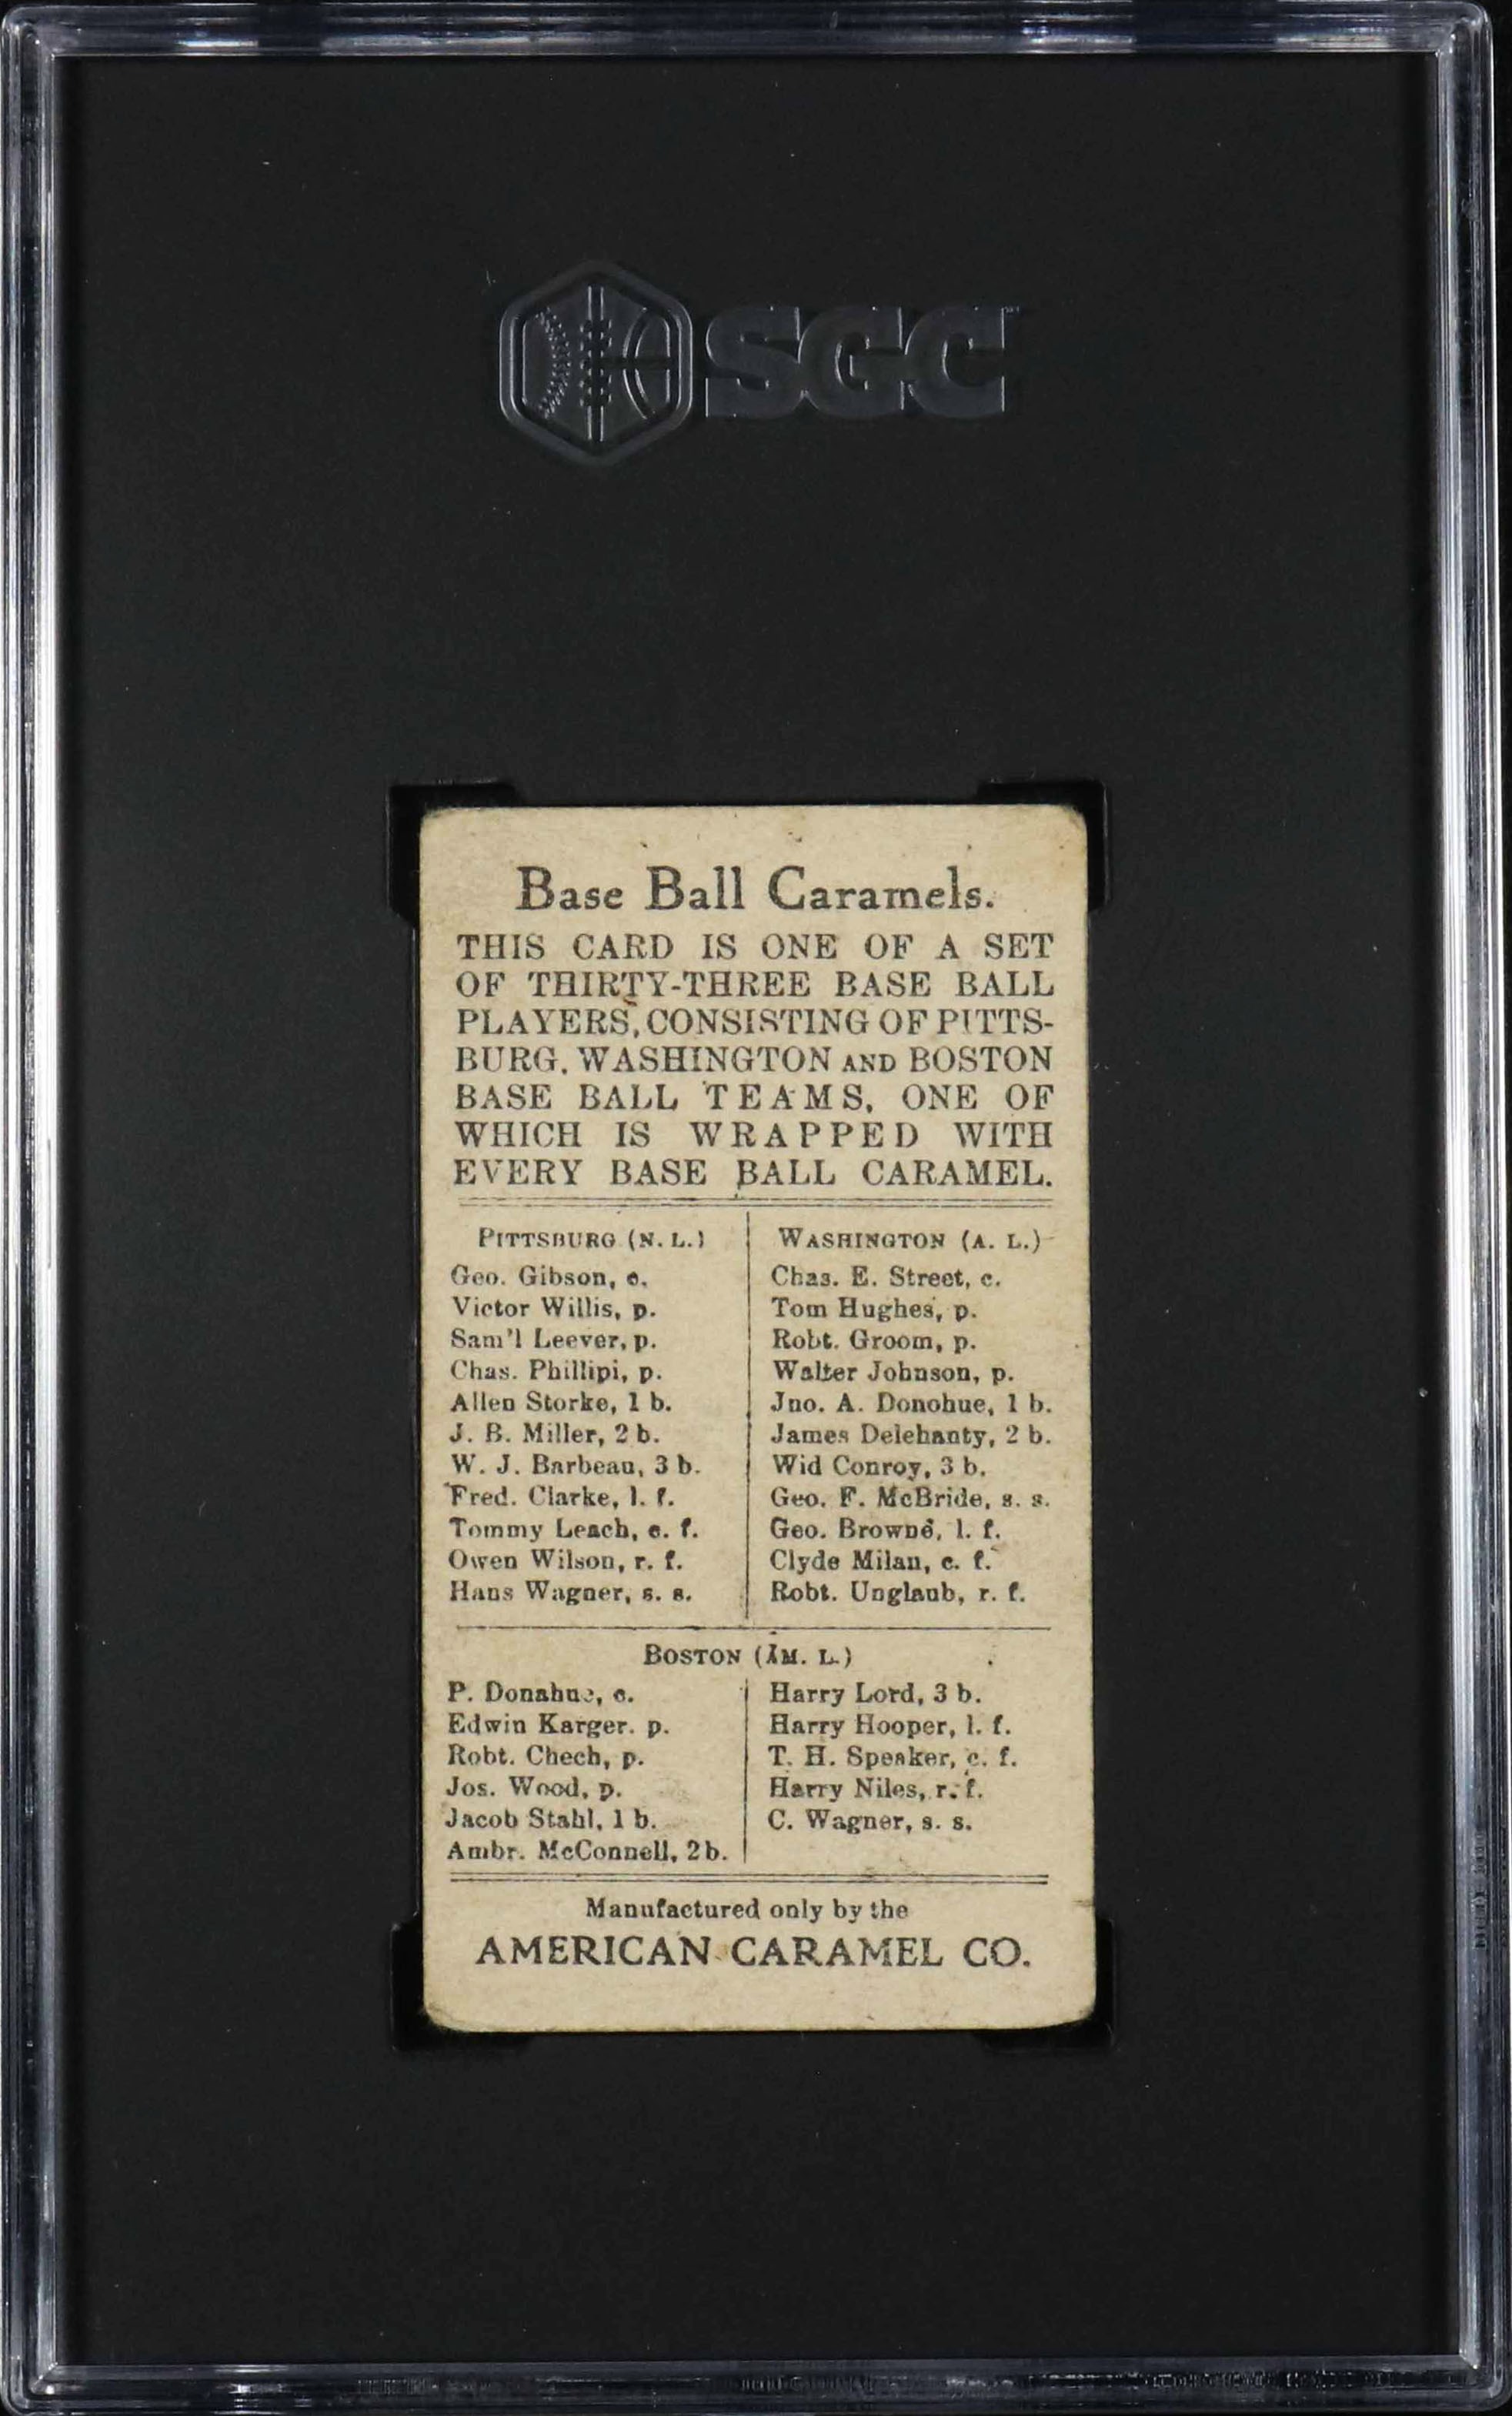 SGC
Base Ball Caramels.
THIS CARD IS ONE OF A SET
OF THIRTY-THREE BASE BALL
PLAYERS, CONSISTING OF PITTS-
BURG, WASHINGTON AND BOSTON
BASE BALL TEAMS, ONE OF
WHICH IS WRAPPED WITH
EVERY BASE BALL CARAMEL.
PITTSBURG (N. L.)
Geo. Gibson, c.
Victor Willis, p.
Sam'l Leever, p.
Chas. Phillipi, p.
Allen Storke, 1 b.
J. B. Miller, 2 b.
W. J. Barbeau, 3 b.
Fred. Clarke, l. f.
Tommy Leach, c. f.
Owen Wilson, r. f.
Hans Wagner, s. s.
WASHINGTON (A. L.)
Chas. E. Street, c.
Tom Hughes, p.
Robt. Groom, p.
Walter Johnson, p.
Jno. A. Donohue, 1 b.
James Delehanty, 2 b.
Wid Conroy, 3 b.
Geo. F. McBride, s. s.
Geo. Browne, l. f.
Clyde Milan, c. f.
Robt. Unglaub, r. f.
BOSTON (AM. L.)
P. Donahue, c.
Edwin Karger. p.
Robt. Chech, p.
Jos. Wood, p.
Jacob Stahl, 1 b.
Ambr. McConnell, 2 b.
Harry Lord, 3 b.
Harry Hooper, l. f.
T. H. Speaker, c. f.
Harry Niles, r. f.
C. Wagner, s. s.
Manufactured only by the
AMERICAN CARAMEL CO.